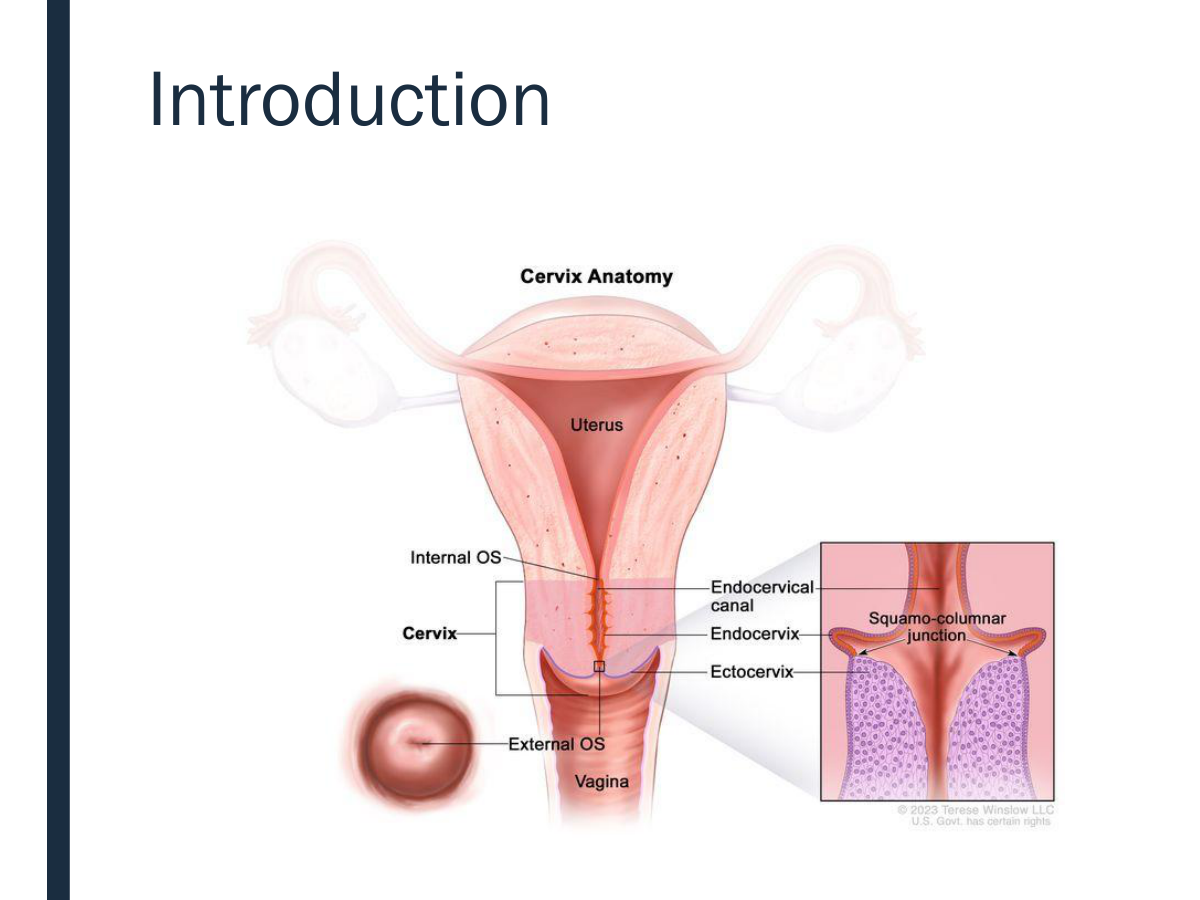 Introduction
Cervix Anatomy
Uterus
Internal OS
Endocervical
canal
Squamo-columnar
junction
Cervix
Endocervix
Ectocervix
External OS
Vagina
© 2023 Terese Winslow LLC
U.S. Govt. has certain rights